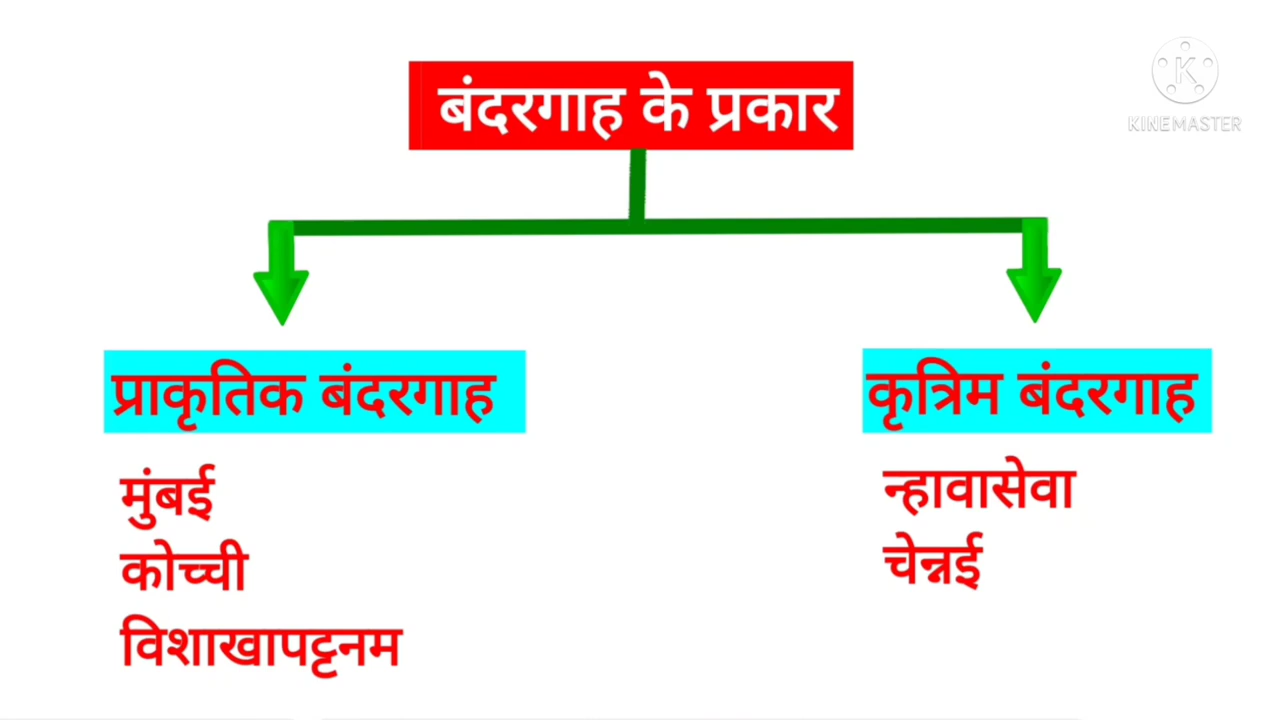 बंदरगाह के प्रकार
KINEMASTER
प्राकृतिक बंदरगाह
मुंबई
कोच्ची
विशाखापट्टनम
कृत्रिम बंदरगाह
न्हावासेवा
चेन्नई